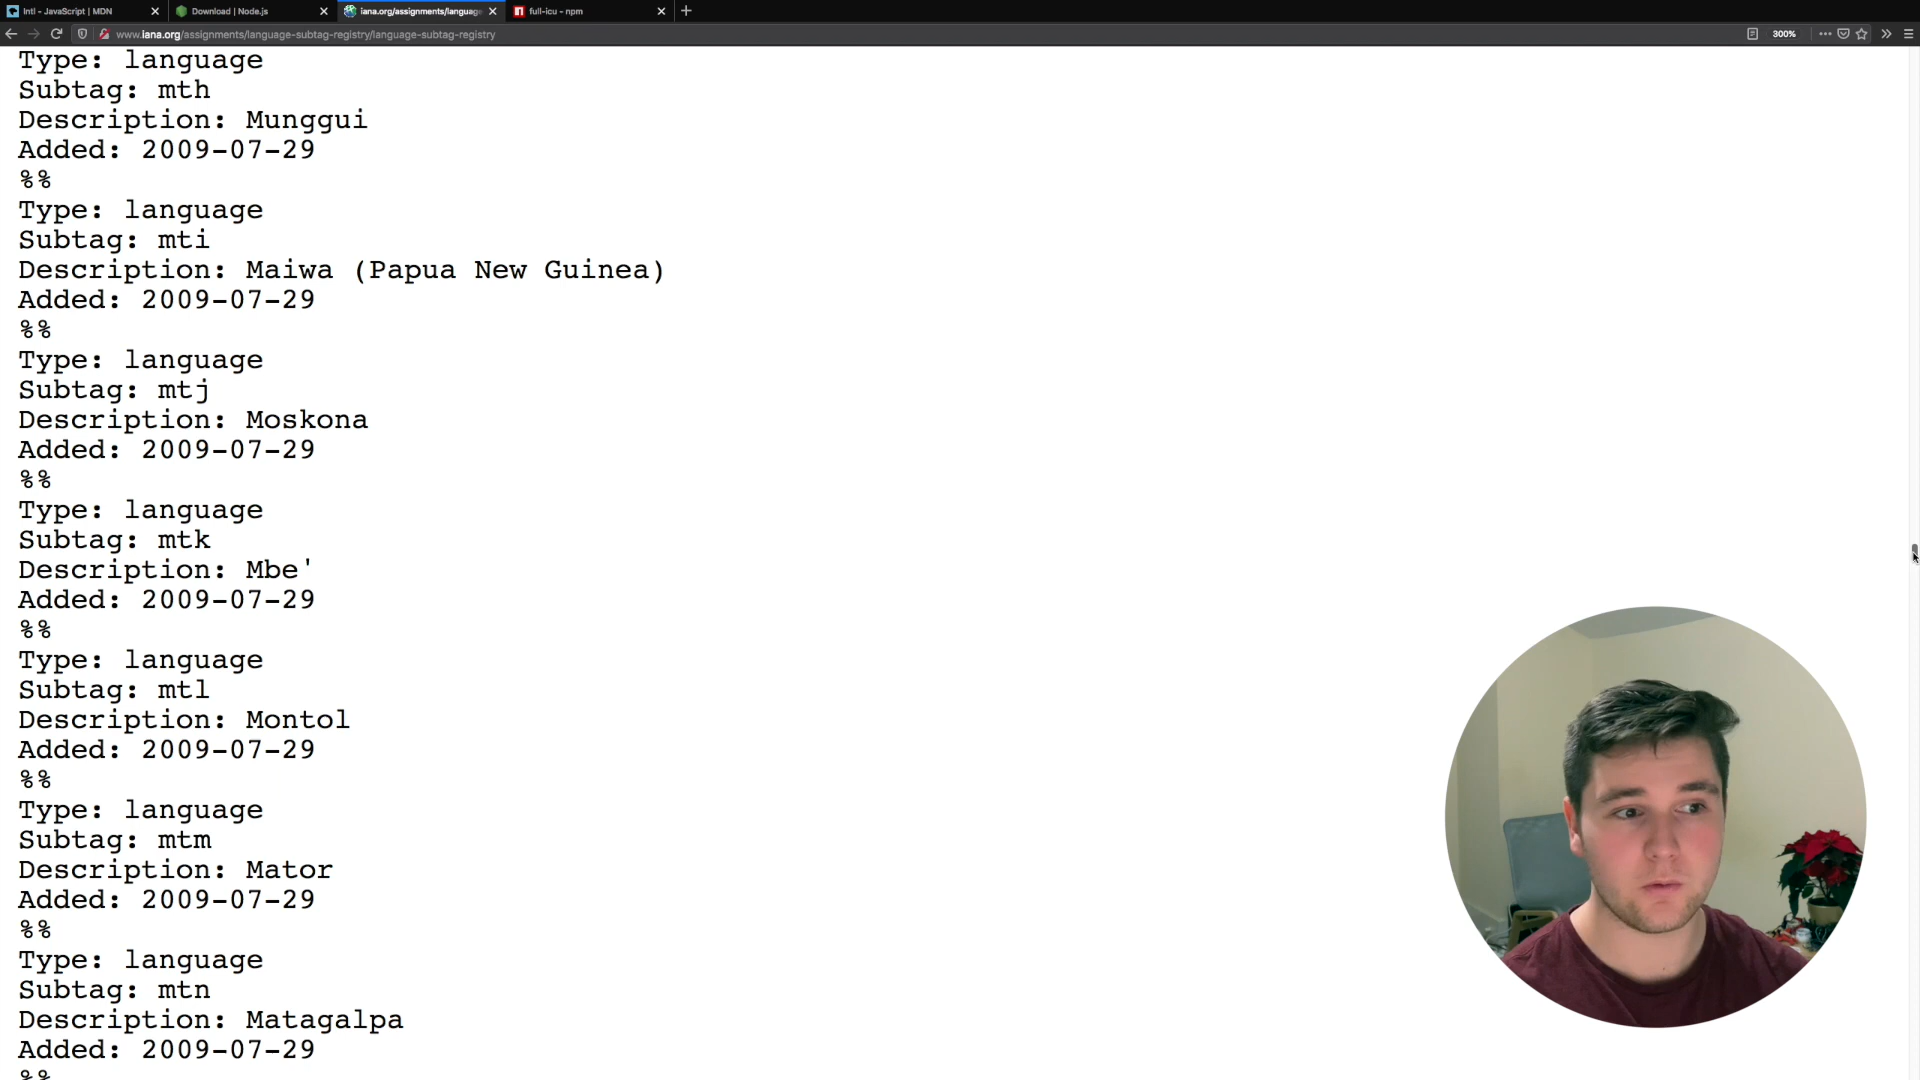 Intl - JavaScript | MDN
Download | Node.js
iana.org/assignments/language
full-icu - npm
www.iana.org/assignments/language-subtag-registry/language-subtag-registry
300%
Type: language
Subtag: mth
Description: Munggui
Added: 2009-07-29
%%
Type: language
Subtag: mti
Description: Maiwa (Papua New Guinea)
Added: 2009-07-29
%%
Type: language
Subtag: mtj
Description: Moskona
Added: 2009-07-29
%%
Type: language
Subtag: mtk
Description: Mbe'
Added: 2009-07-29
%%
Type: language
Subtag: mtl
Description: Montol
Added: 2009-07-29
%%
Type: language
Subtag: mtm
Description: Mator
Added: 2009-07-29
%%
Type: language
Subtag: mtn
Description: Matagalpa
Added: 2009-07-29
%%